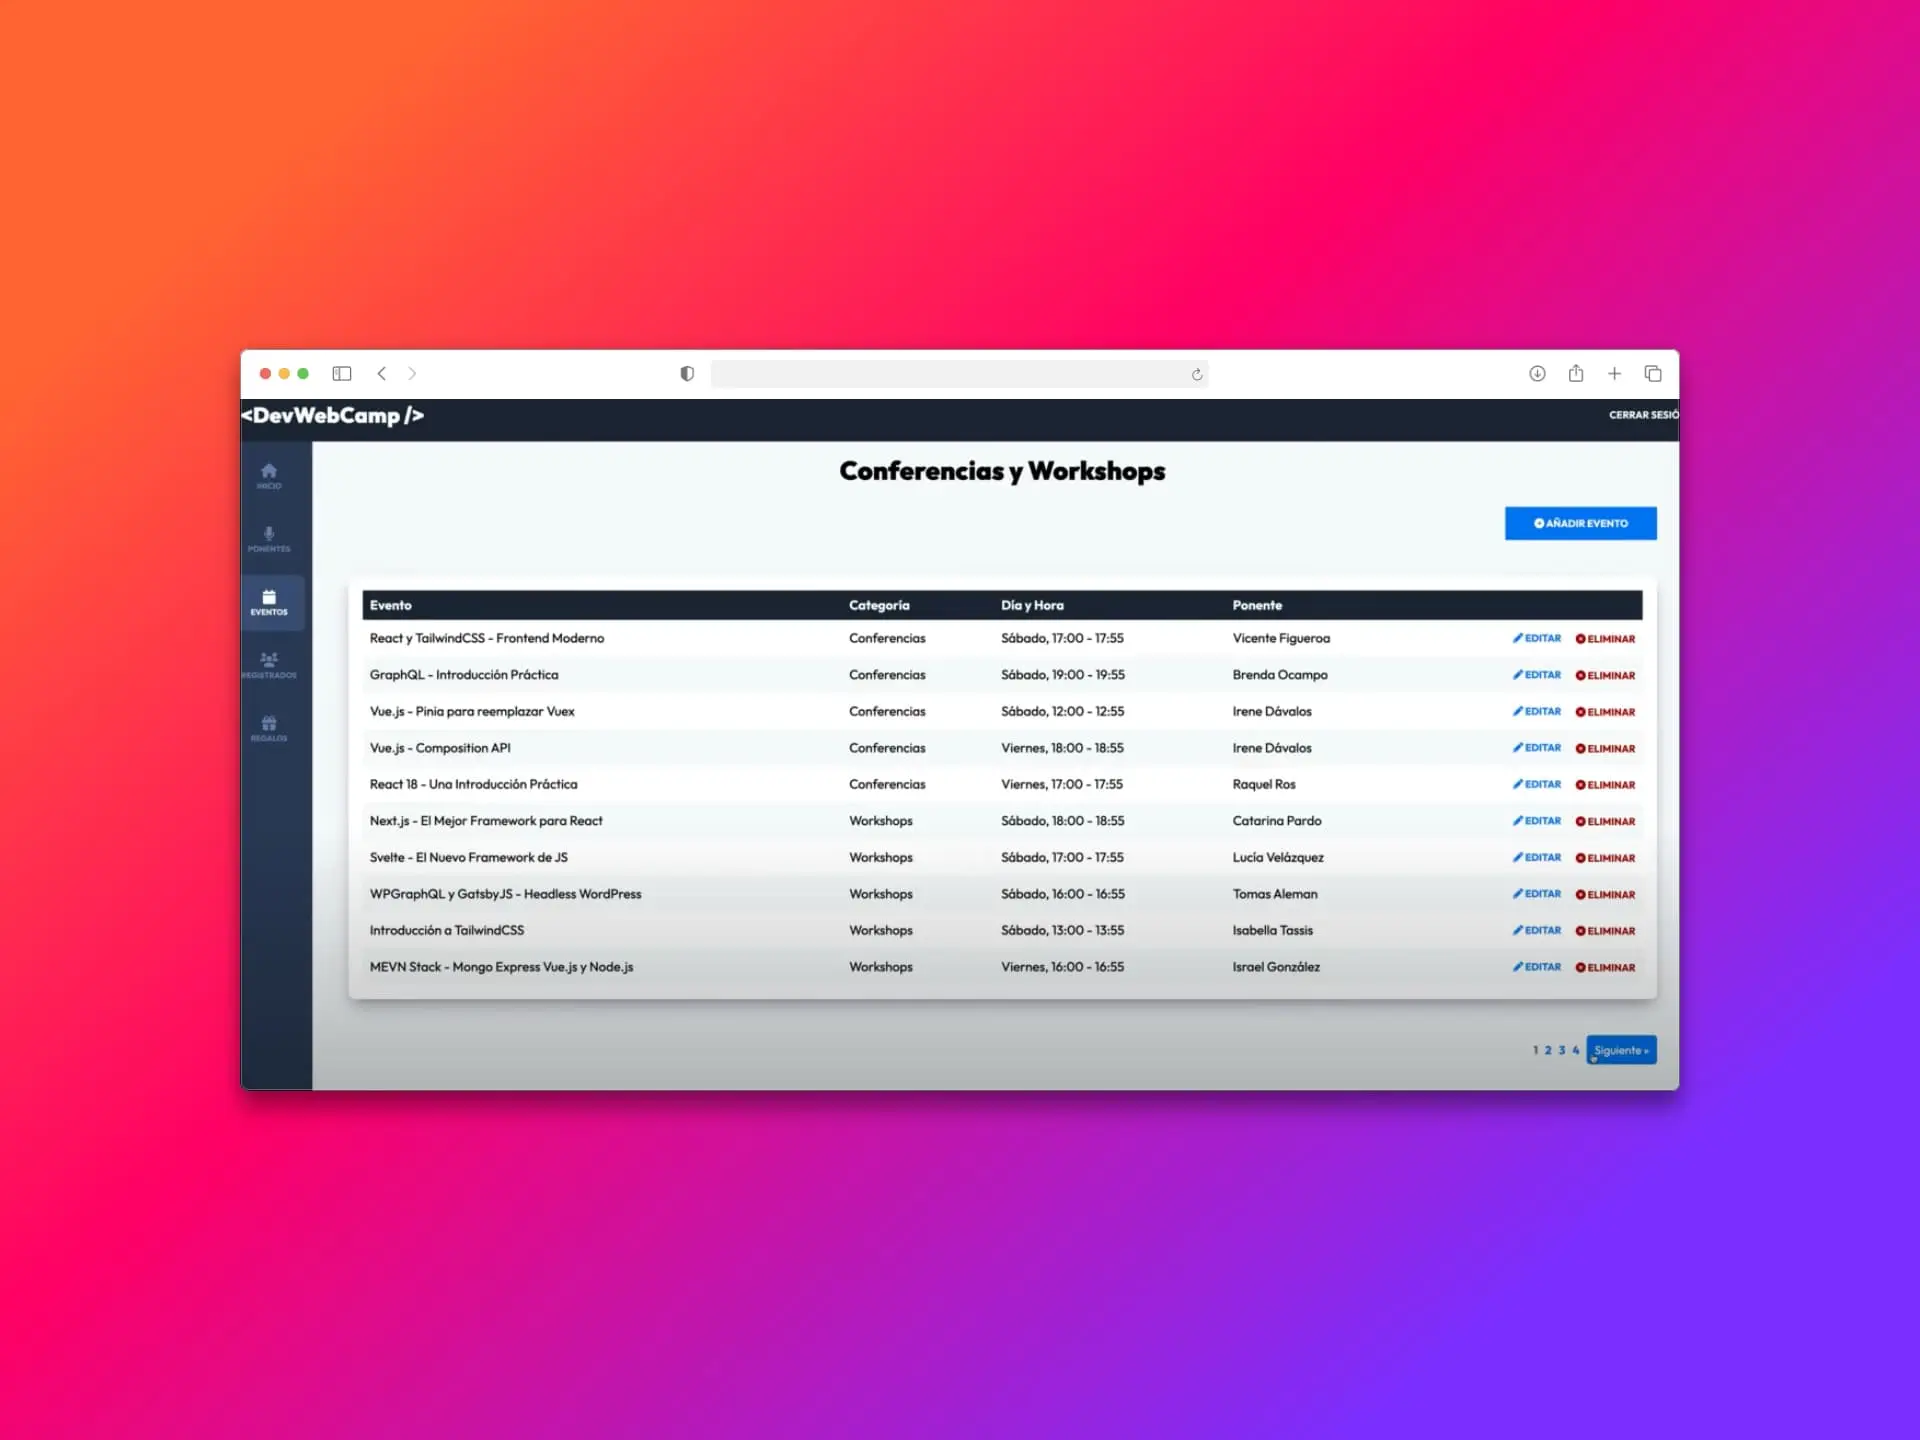 <DevWebCamp />
CERRAR SESIÓ
INICIO
PONENTES
EVENTOS
REGISTRADOS
REGALOS
Conferencias y Workshops
AÑADIR EVENTO
Evento Categoría Día y Hora Ponente
React y TailwindCSS - Frontend Moderno Conferencias Sábado, 17:00 - 17:55 Vicente Figueroa EDITAR ELIMINAR
GraphQL - Introducción Práctica Conferencias Sábado, 19:00 - 19:55 Brenda Ocampo EDITAR ELIMINAR
Vue.js - Pinia para reemplazar Vuex Conferencias Sábado, 12:00 - 12:55 Irene Dávalos EDITAR ELIMINAR
Vue.js - Composition API Conferencias Viernes, 18:00 - 18:55 Irene Dávalos EDITAR ELIMINAR
React 18 - Una Introducción Práctica Conferencias Viernes, 17:00 - 17:55 Raquel Ros EDITAR ELIMINAR
Next.js - El Mejor Framework para React Workshops Sábado, 18:00 - 18:55 Catarina Pardo EDITAR ELIMINAR
Svelte - El Nuevo Framework de JS Workshops Sábado, 17:00 - 17:55 Lucía Velázquez EDITAR ELIMINAR
WPGraphQL y GatsbyJS - Headless WordPress Workshops Sábado, 16:00 - 16:55 Tomas Aleman EDITAR ELIMINAR
Introducción a TailwindCSS Workshops Sábado, 13:00 - 13:55 Isabella Tassis EDITAR ELIMINAR
MEVN Stack - Mongo Express Vue.js y Node.js Workshops Viernes, 16:00 - 16:55 Israel González EDITAR ELIMINAR
1 2 3 4 Siguiente »